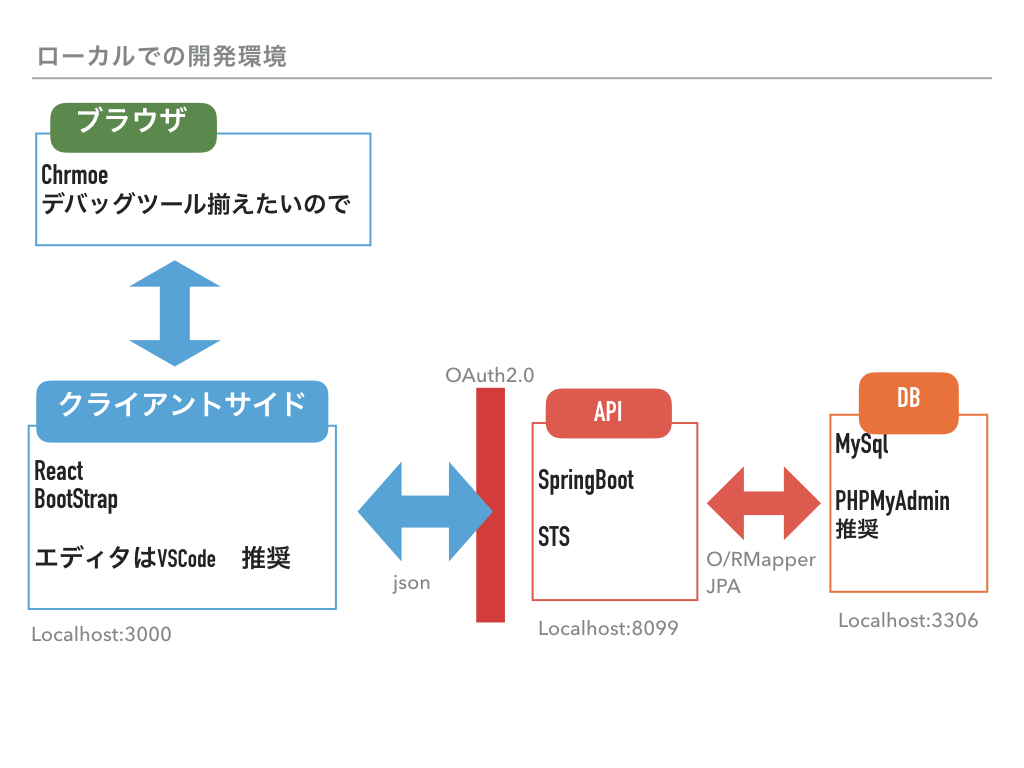 ローカルでの開発環境
ブラウザ
Chrmoe
デバッグツール揃えたいので
クライアントサイド
React
BootStrap
エディタはVSCode　推奨
Localhost:3000
json
OAuth2.0
API
SpringBoot
STS
Localhost:8099
O/RMapper
JPA
DB
MySql
PHPMyAdmin
推奨
Localhost:3306